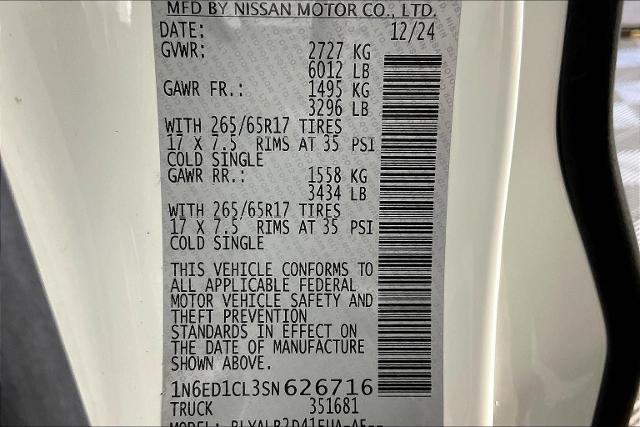 MFD BY NISSAN MOTOR CO., LTD.
DATE: 12/24
GVWR: 2727 KG
6012 LB
GAWR FR.: 1495 KG
3296 LB
WITH 265/65R17 TIRES
17 X 7.5 RIMS AT 35 PSI
COLD SINGLE
GAWR RR.: 1558 KG
3434 LB
WITH 265/65R17 TIRES
17 X 7.5 RIMS AT 35 PSI
COLD SINGLE
THIS VEHICLE CONFORMS TO
ALL APPLICABLE FEDERAL
MOTOR VEHICLE SAFETY AND
THEFT PREVENTION
STANDARDS IN EFFECT ON
THE DATE OF MANUFACTURE
SHOWN ABOVE.
1N6ED1CL3SN626716
TRUCK 351681
MODEL: